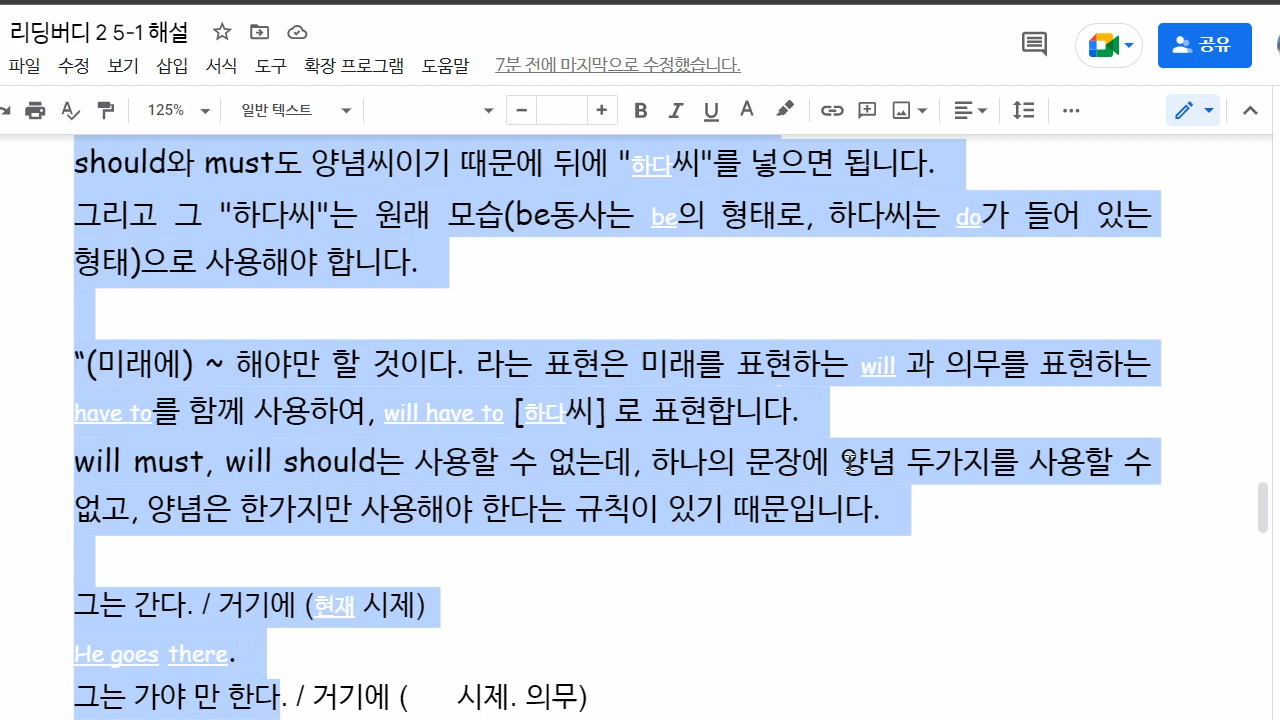 리딩버디 2 5-1 해설
파일 수정 보기 삽입 서식 도구 확장 프로그램 도움말 7분 전에 마지막으로 수정했습니다.
공유
125% 일반 텍스트 − + B I U A
should와 must도 양념씨이기 때문에 뒤에 "하다씨"를 넣으면 됩니다.
그리고 그 "하다씨"는 원래 모습(be동사는 be의 형태로, 하다씨는 do가 들어 있는
형태)으로 사용해야 합니다.
“(미래에) ~ 해야만 할 것이다. 라는 표현은 미래를 표현하는 will 과 의무를 표현하는
have to를 함께 사용하여, will have to [하다씨] 로 표현합니다.
will must, will should는 사용할 수 없는데, 하나의 문장에 양념 두가지를 사용할 수
없고, 양념은 한가지만 사용해야 한다는 규칙이 있기 때문입니다.
그는 간다. / 거기에 (현재 시제)
He goes there.
그는 가야 만 한다. / 거기에 ( 시제. 의무)